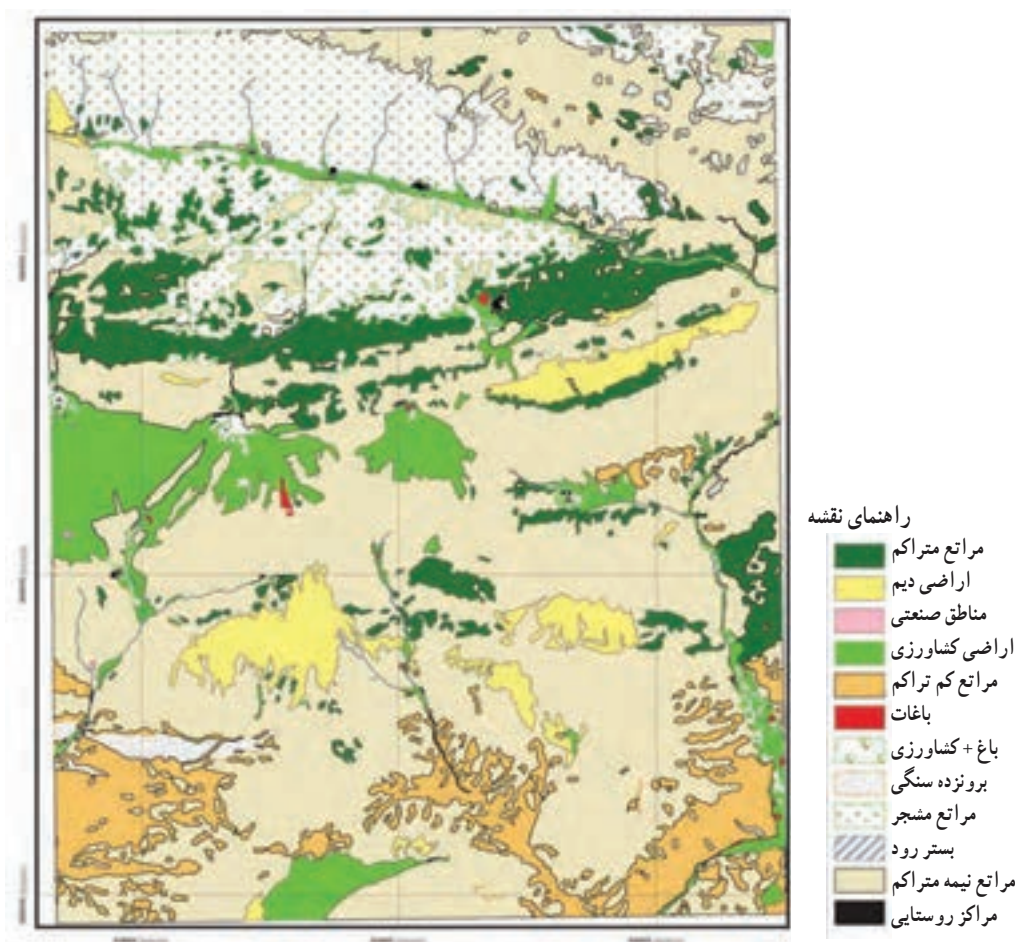 راهنمای نقشه
مراتع متراکم
اراضی دیم
مناطق صنعتی
اراضی کشاورزی
مراتع کم تراکم
باغات
باغ + کشاورزی
برونزده سنگی
مراتع مشجر
بستر رود
مراتع نیمه متراکم
مراکز روستایی